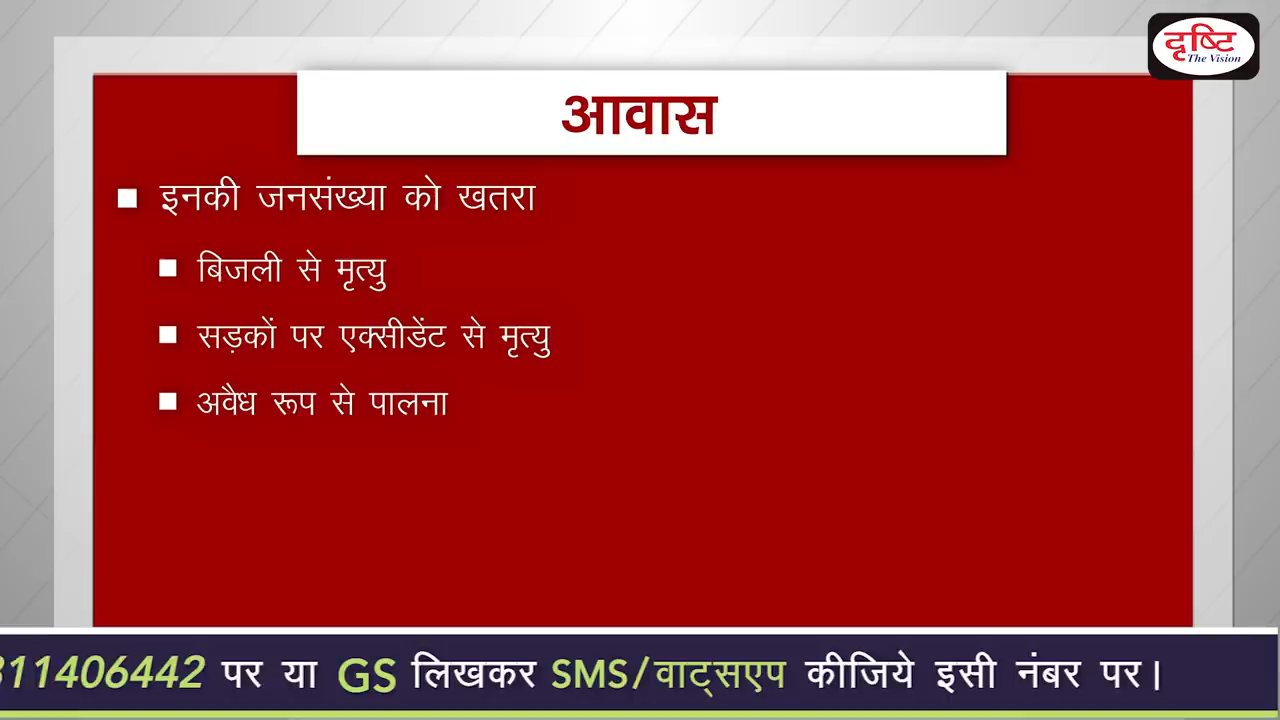 दृष्टि
The Vision
आवास
इनकी जनसंख्या को खतरा
बिजली से मृत्यु
सड़कों पर एक्सीडेंट से मृत्यु
अवैध रूप से पालना
311406442 पर या GS लिखकर SMS/वाट्सएप कीजिये इसी नंबर पर।